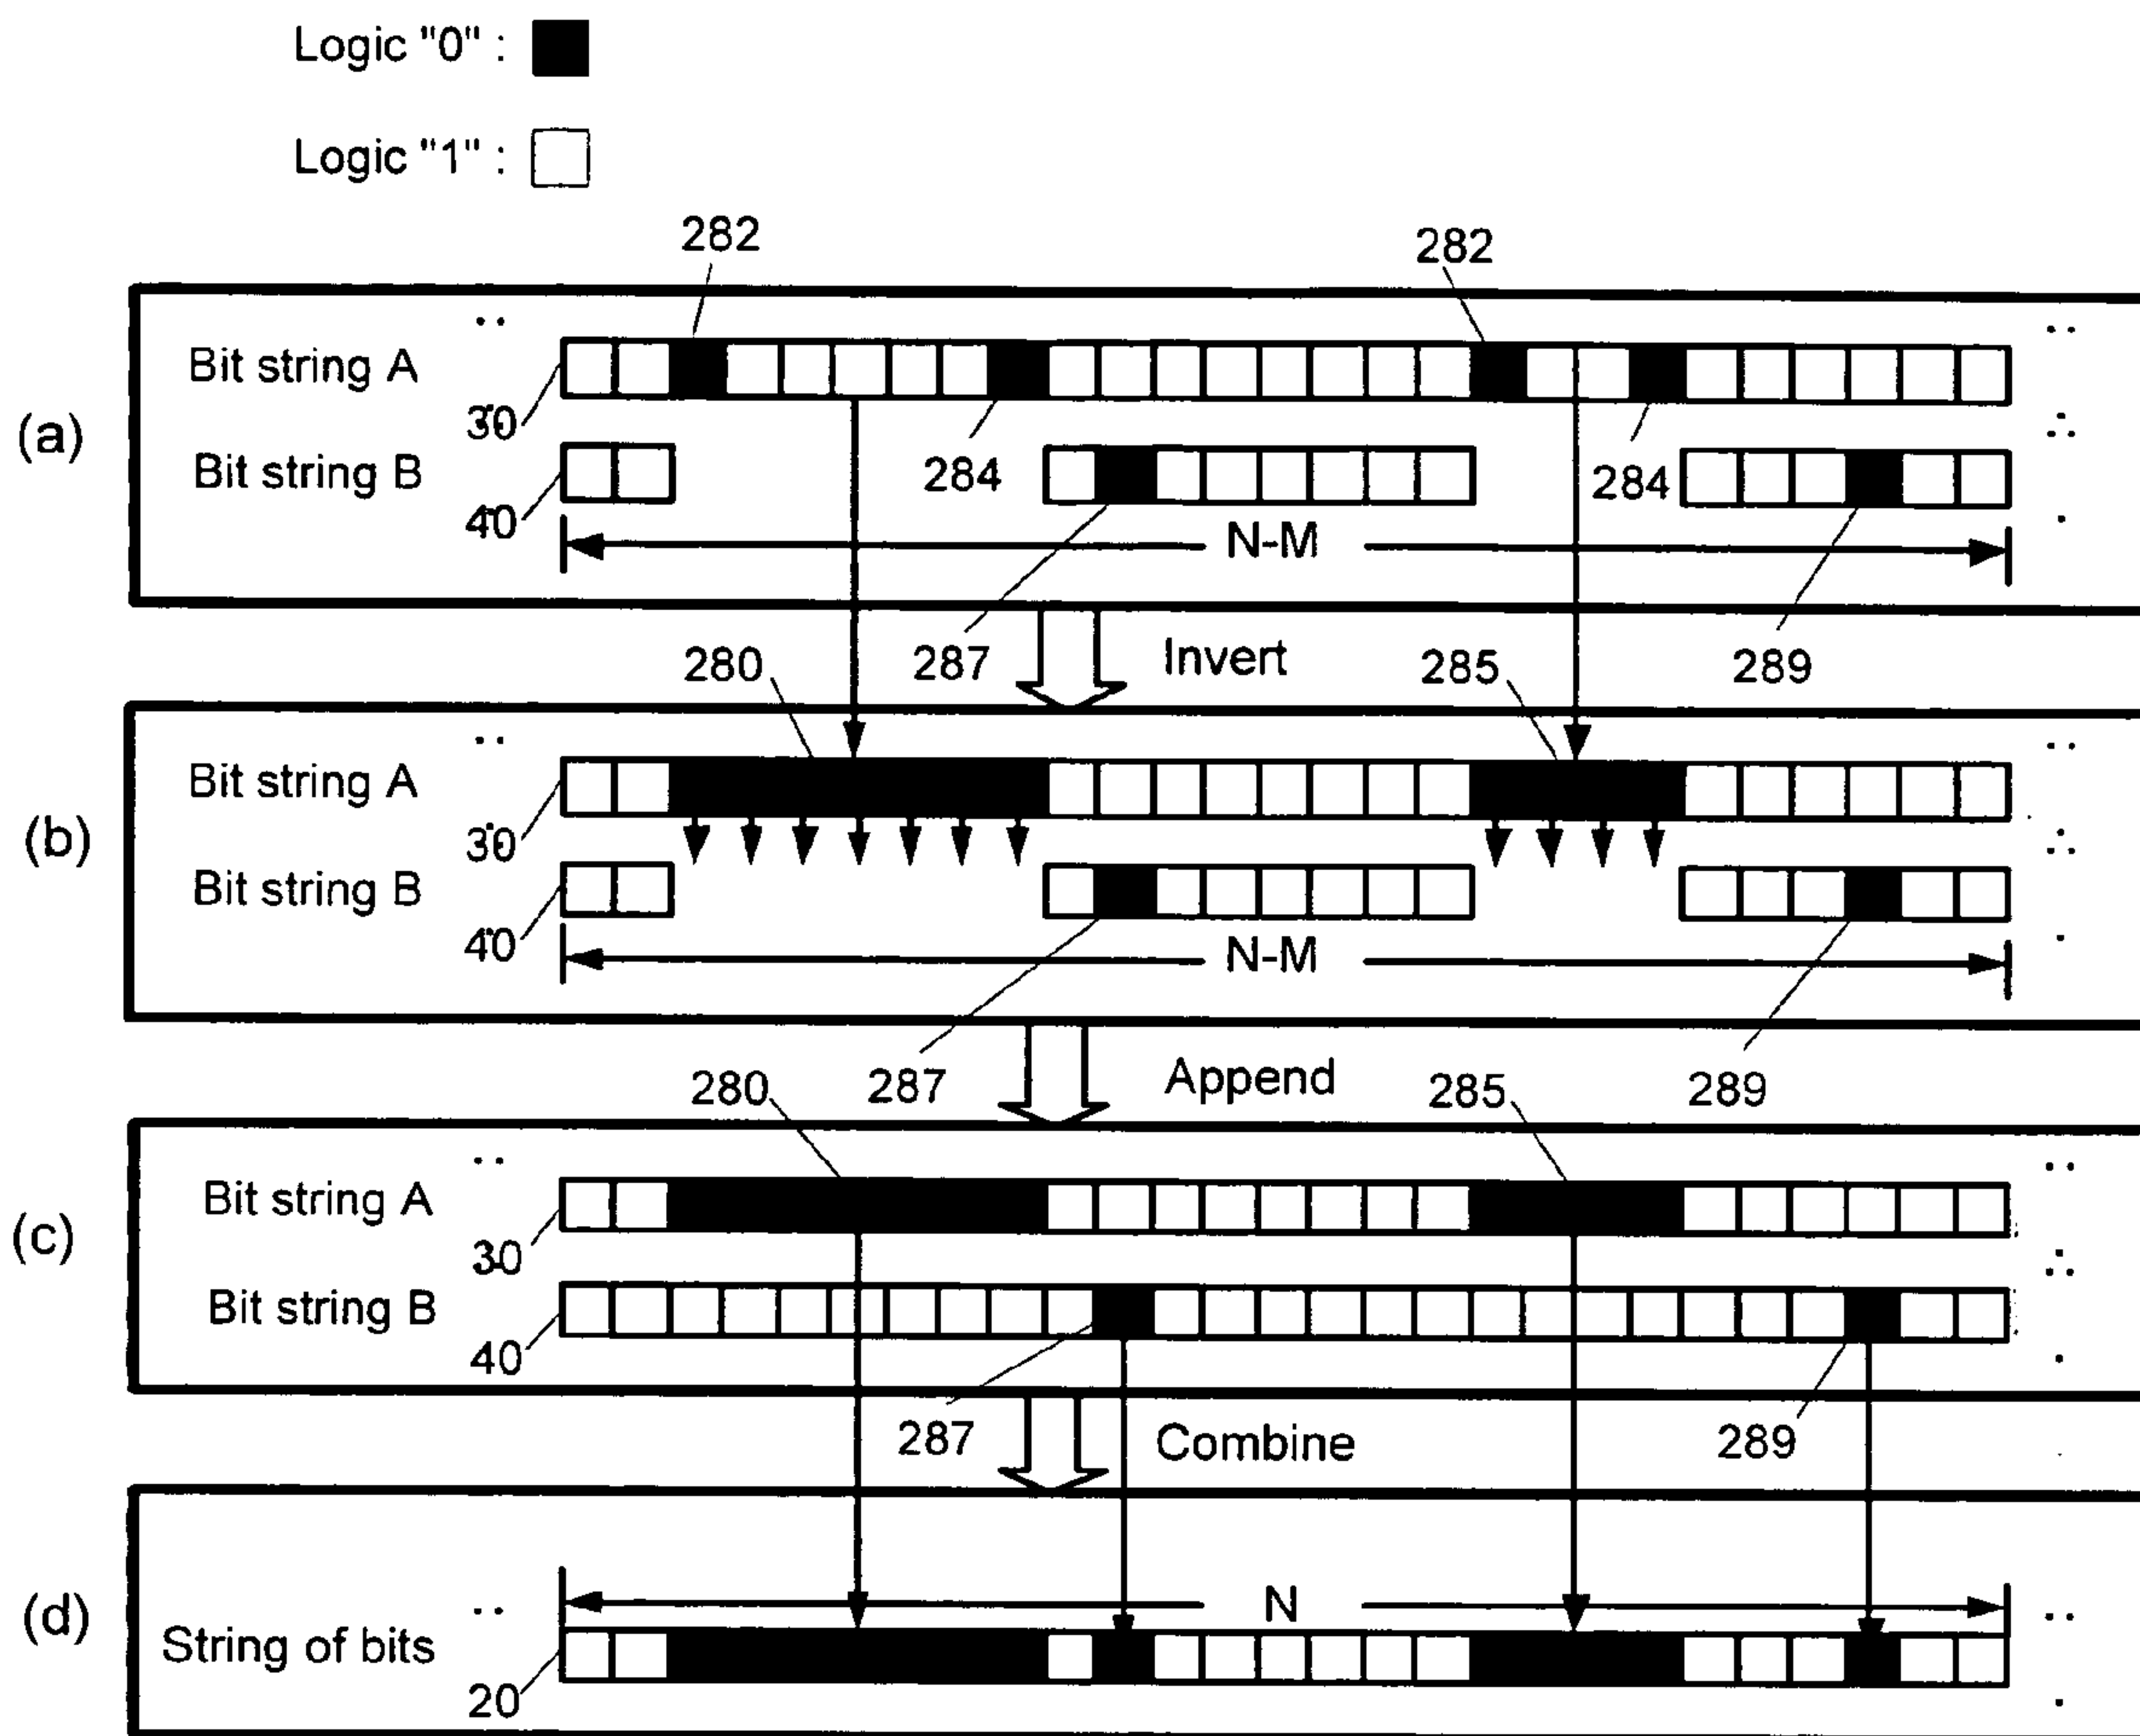 Logic "0" :
Logic "1" :
282 282
(a)
Bit string A
30
Bit string B
40
284 284
N-M
287 Invert 289
280 285
(b)
Bit string A
30
Bit string B
40
N-M
287 Append 289
280 285
(c)
Bit string A
30
Bit string B
40
287 Combine 289
(d)
N
String of bits
20